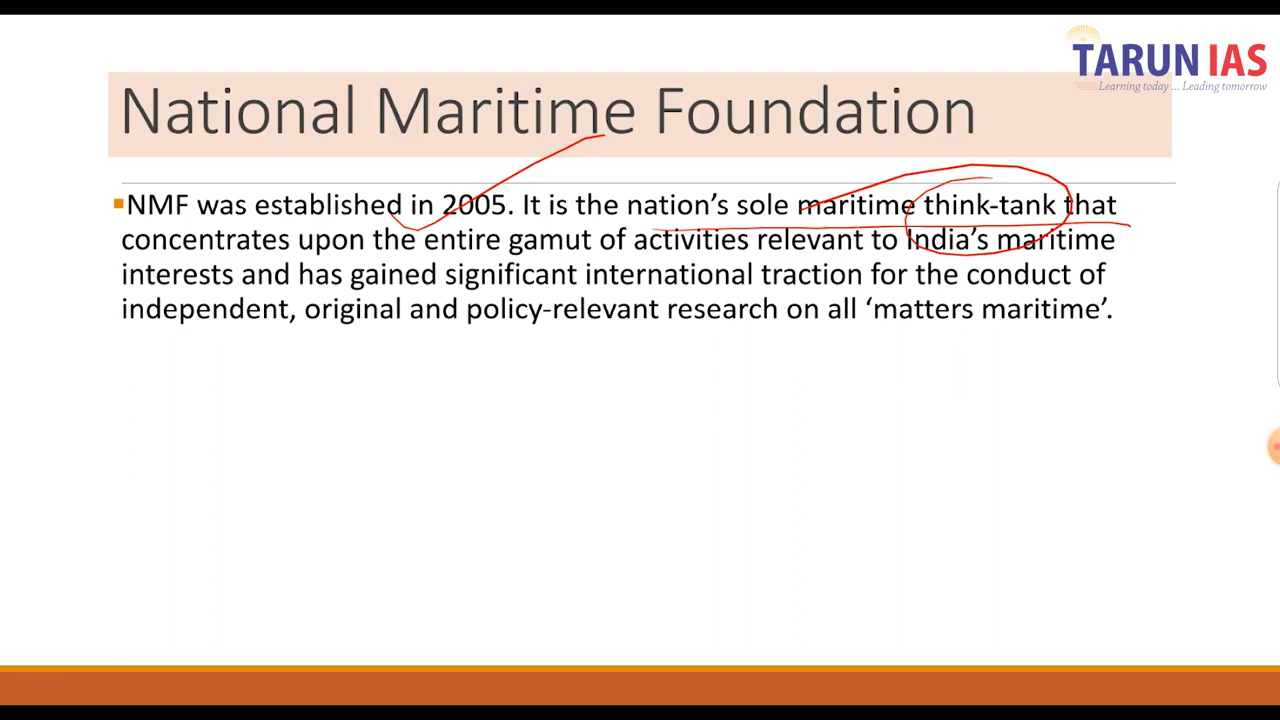 TARUN IAS
Learning today ... Leading tomorrow
National Maritime Foundation
NMF was established in 2005. It is the nation’s sole maritime think-tank that
concentrates upon the entire gamut of activities relevant to India’s maritime
interests and has gained significant international traction for the conduct of
independent, original and policy-relevant research on all ‘matters maritime’.